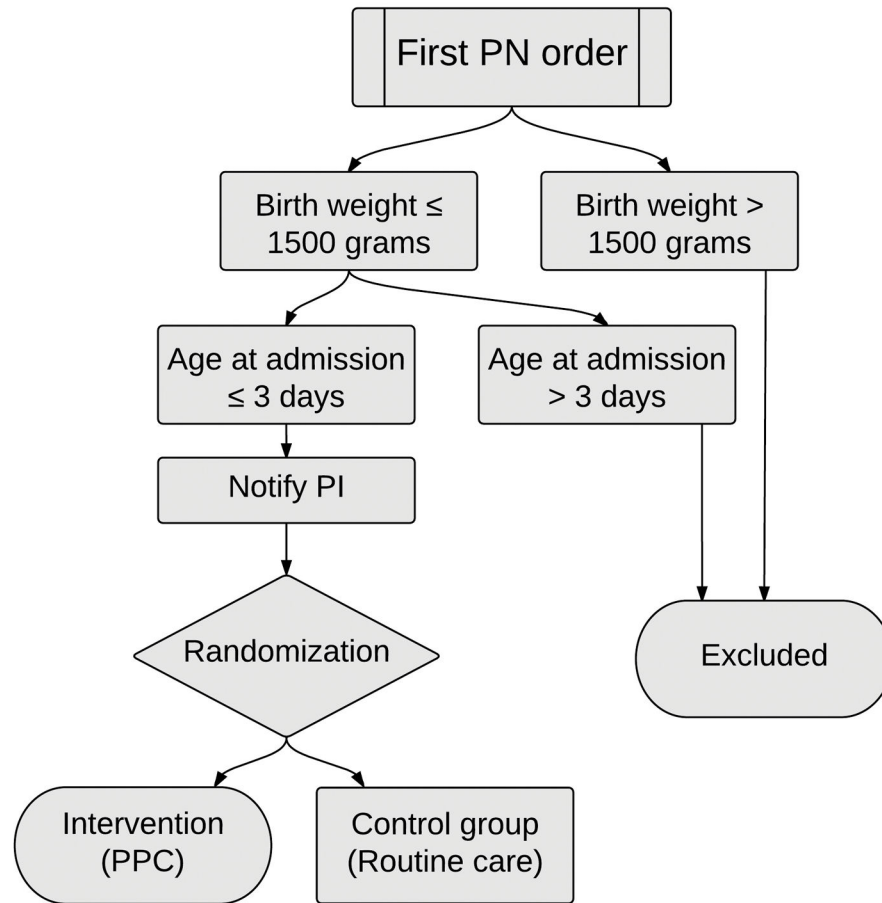 First PN order
Birth weight ≤
1500 grams
Birth weight >
1500 grams
Age at admission
≤ 3 days
Age at admission
> 3 days
Notify PI
Randomization
Excluded
Intervention
(PPC)
Control group
(Routine care)